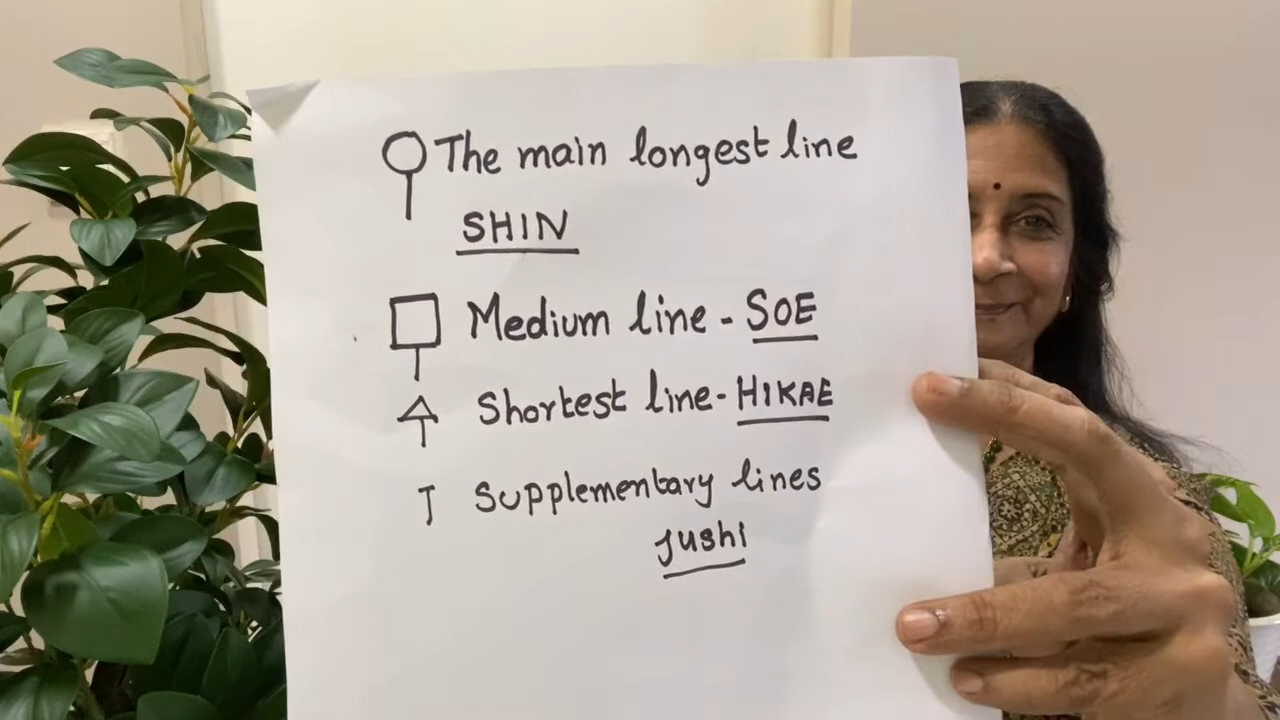 The main longest line
SHIN
Medium line - SOE
Shortest line - HIKAE
Supplementary lines
Jushi